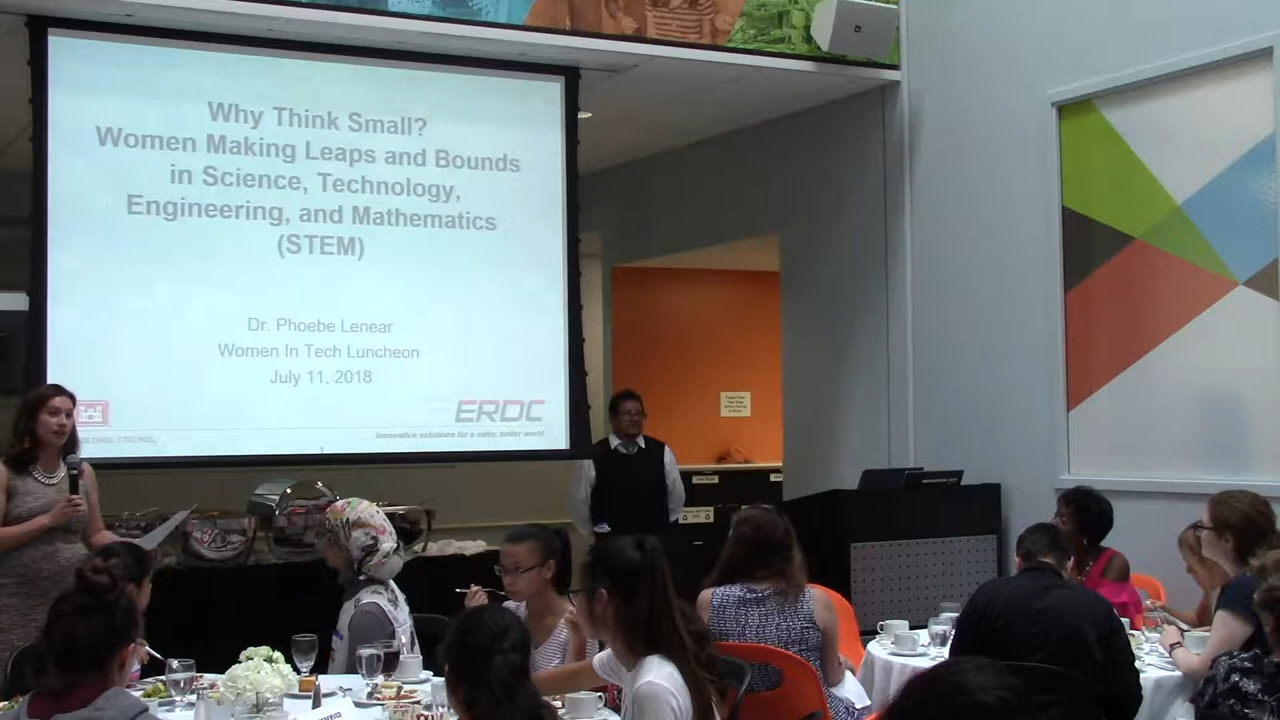 Why Think Small?
Women Making Leaps and Bounds
in Science, Technology,
Engineering, and Mathematics
(STEM)
Dr. Phoebe Lenear
Women In Tech Luncheon
July 11, 2018
ERDC
Innovative solutions for a safer, better world